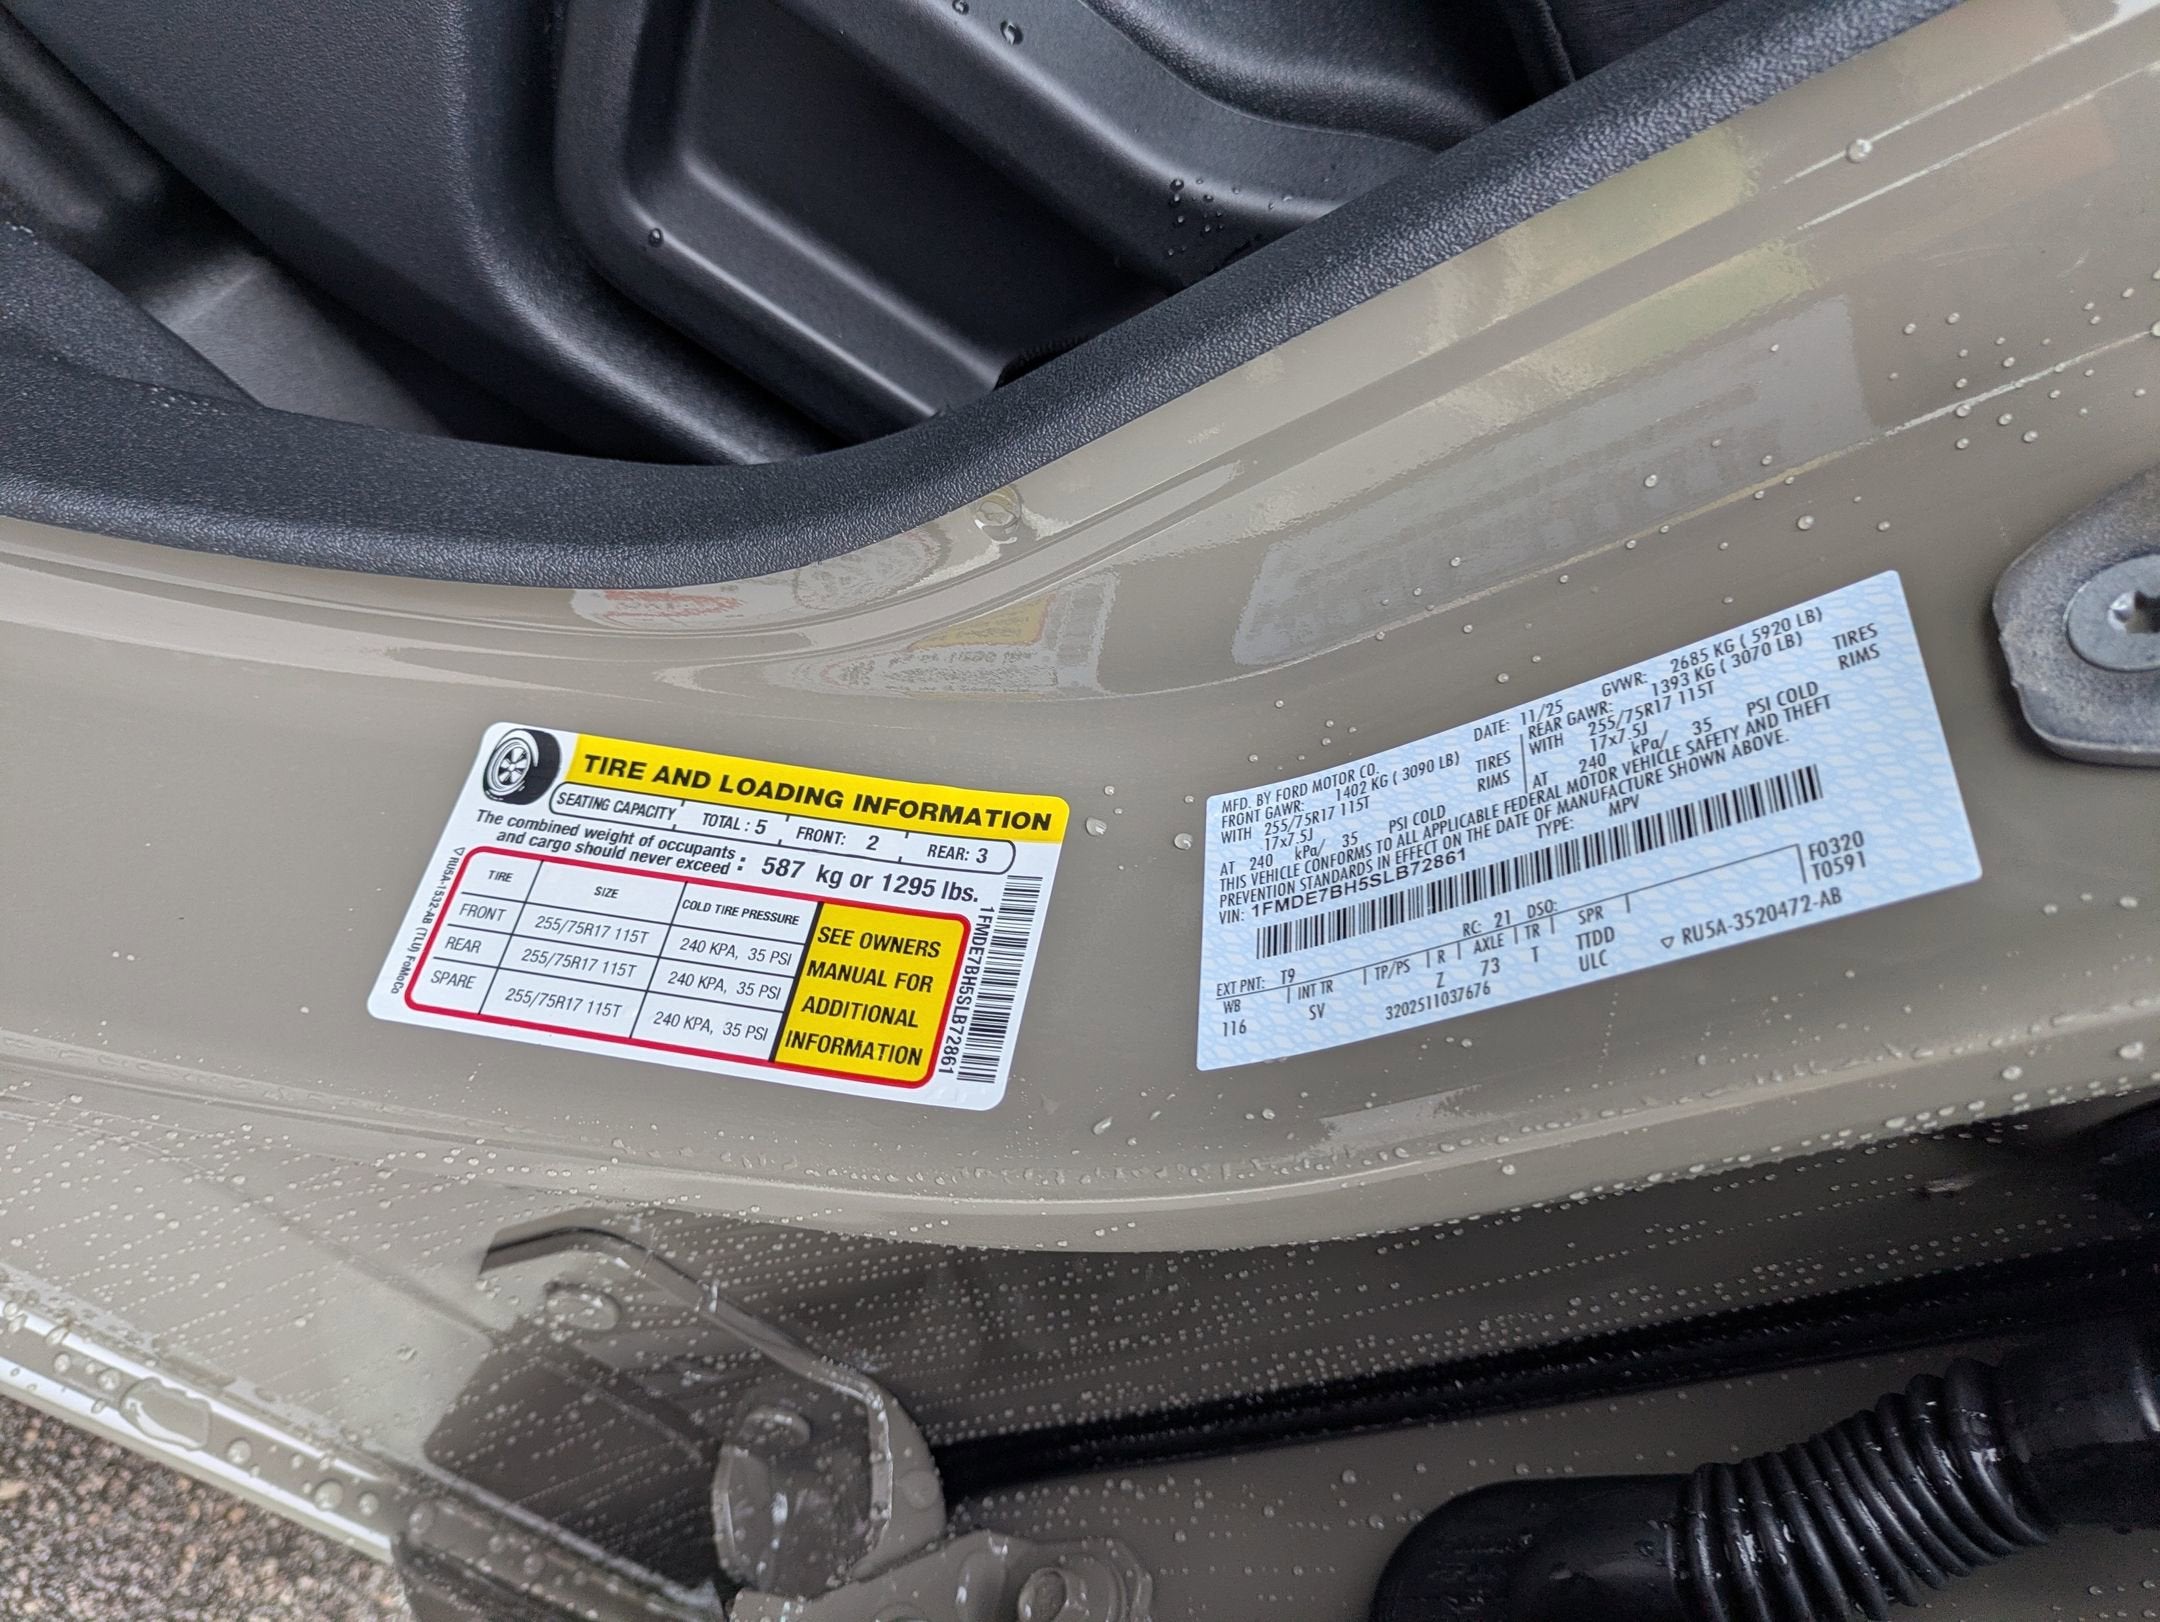 TIRE AND LOADING INFORMATION
SEATING CAPACITY TOTAL : 5 FRONT: 2 REAR: 3
The combined weight of occupants
and cargo should never exceed : 587 kg or 1295 lbs.
TIRE SIZE COLD TIRE PRESSURE
FRONT 255/75R17 115T 240 KPA, 35 PSI
REAR 255/75R17 115T 240 KPA, 35 PSI
SPARE 255/75R17 115T 240 KPA, 35 PSI
SEE OWNERS
MANUAL FOR
ADDITIONAL
INFORMATION
1FMDE7BH5SLB72861
RU5A-1532-AB (TLU) FoMoCo
MFD. BY FORD MOTOR CO. DATE: 11/25 GVWR: 2685 KG ( 5920 LB)
FRONT GAWR: 1402 KG ( 3090 LB) REAR GAWR: 1393 KG ( 3070 LB)
WITH 255/75R17 115T TIRES WITH 255/75R17 115T TIRES
17x7.5J RIMS 17x7.5J RIMS
AT 240 kPa/ 35 PSI COLD AT 240 kPa/ 35 PSI COLD
THIS VEHICLE CONFORMS TO ALL APPLICABLE FEDERAL MOTOR VEHICLE SAFETY AND THEFT
PREVENTION STANDARDS IN EFFECT ON THE DATE OF MANUFACTURE SHOWN ABOVE.
VIN: 1FMDE7BH5SLB72861 TYPE: MPV
F0320
T0591
EXT PNT: T9 RC: 21 DSO:
WB INT TR TP/PS R AXLE TR SPR
116 SV Z 73 T TTDD
ULC
3202511037676 RU5A-3520472-AB